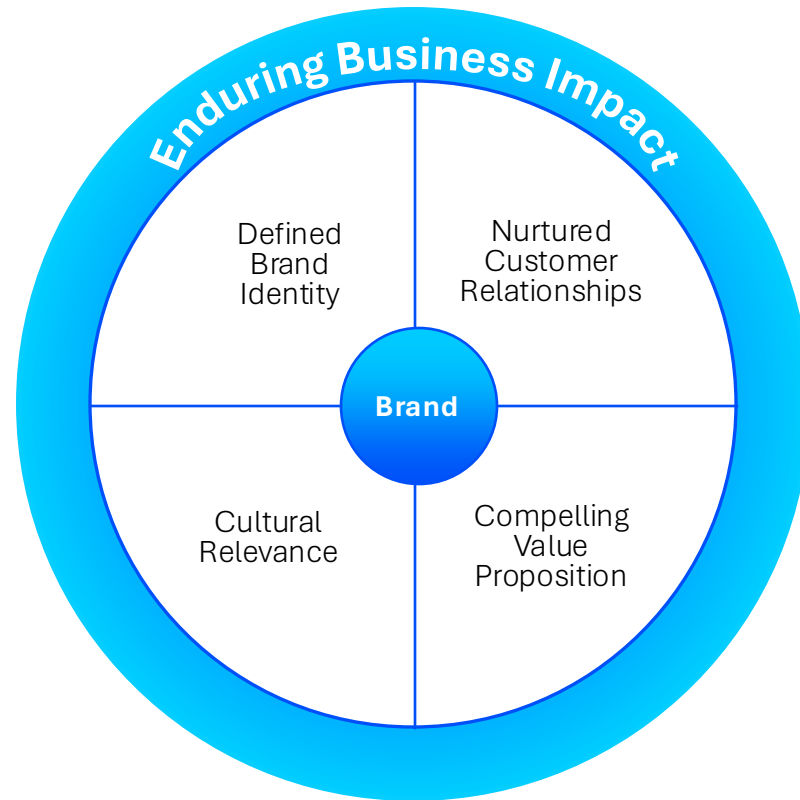 Enduring Business Impact
Defined
Brand
Identity
Nurtured
Customer
Relationships
Brand
Cultural
Relevance
Compelling
Value
Proposition